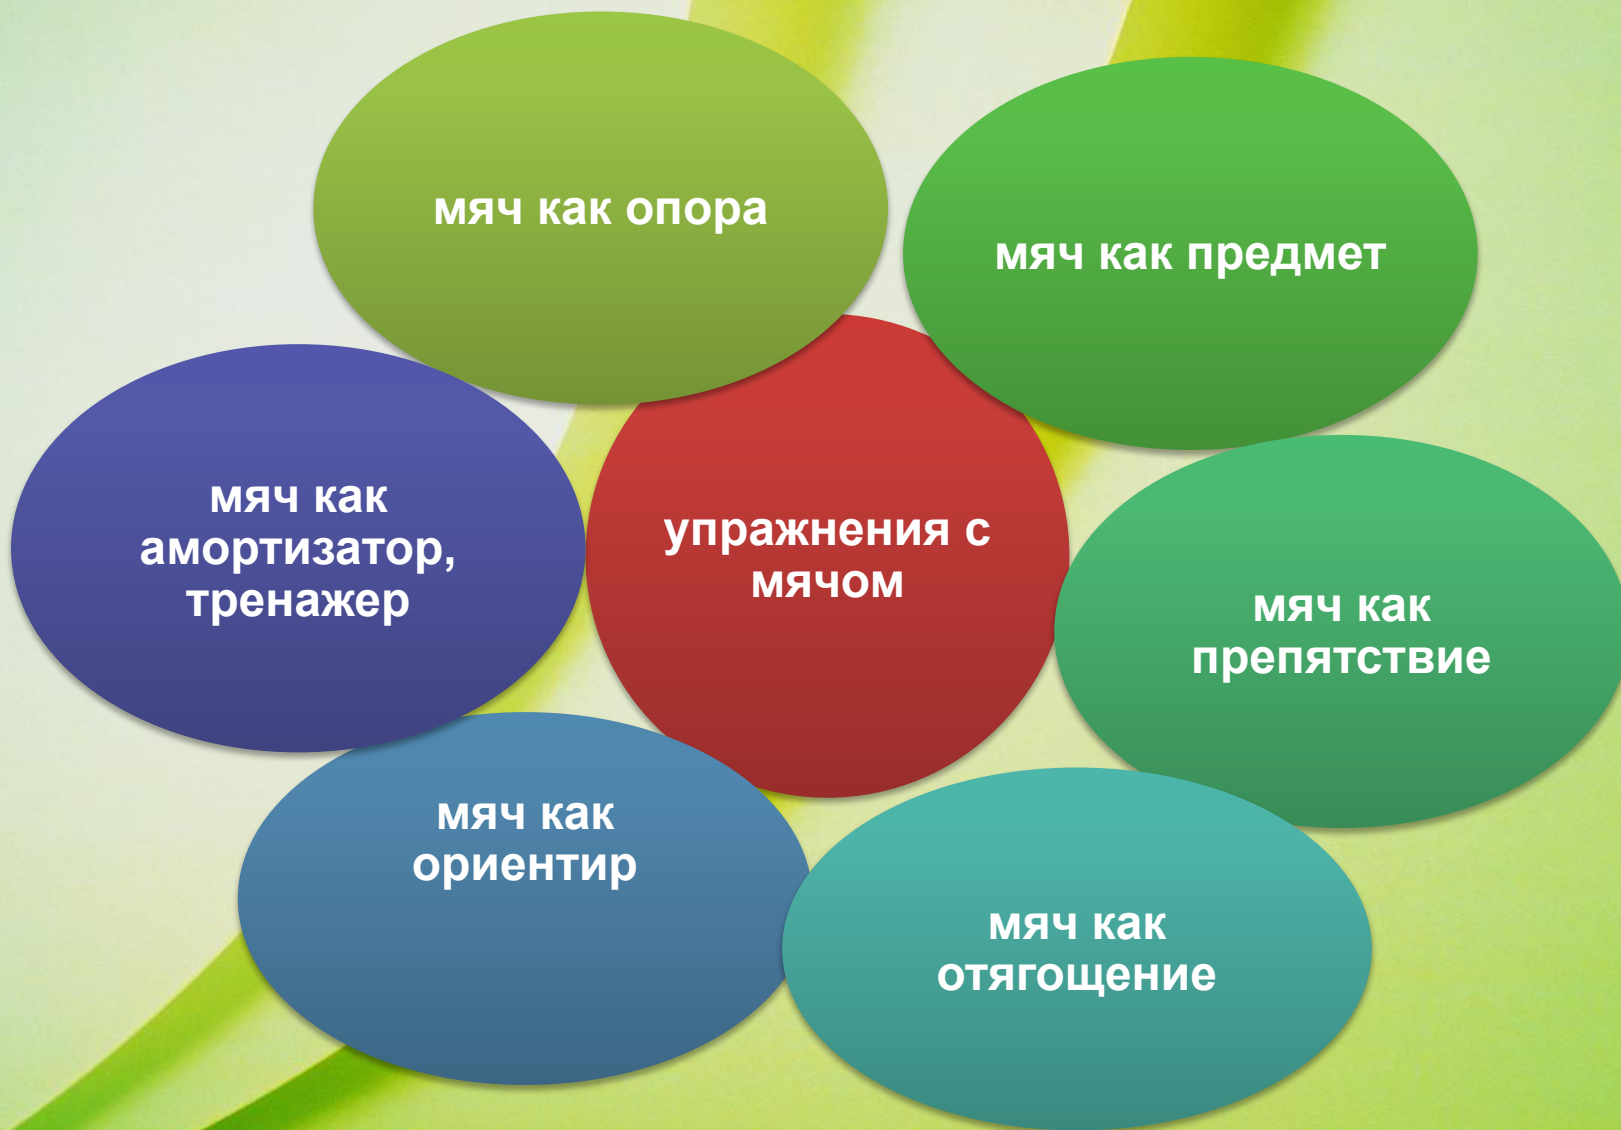 мяч как опора
мяч как предмет
мяч как
амортизатор,
тренажер
упражнения с
мячом
мяч как
препятствие
мяч как
ориентир
мяч как
отягощение